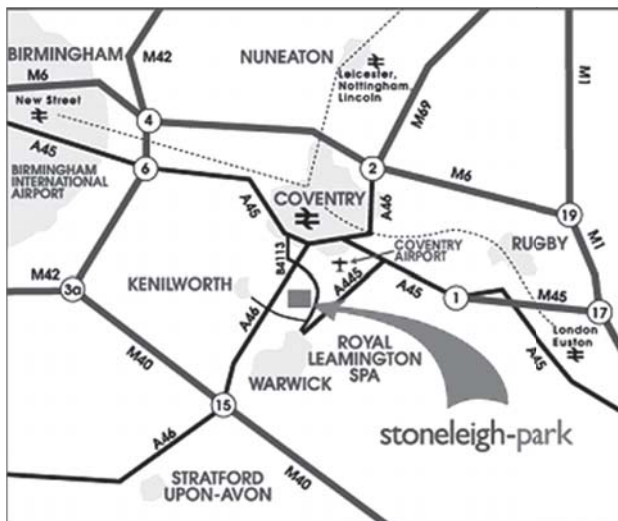 BIRMINGHAM
M42
NUNEATON
M6
Leicester,
Nottingham,
Lincoln
M1
New Street
4
M69
A45
6
2
M6
BIRMINGHAM
INTERNATIONAL
AIRPORT
A45
COVENTRY
A46
19
M1
COVENTRY
AIRPORT
RUGBY
B4113
M42
3a
KENILWORTH
A46
A445
A45
1
M45
17
London
Euston
A45
M40
ROYAL
LEAMINGTON
SPA
WARWICK
15
stoneleigh-park
A46
M40
STRATFORD
UPON-AVON